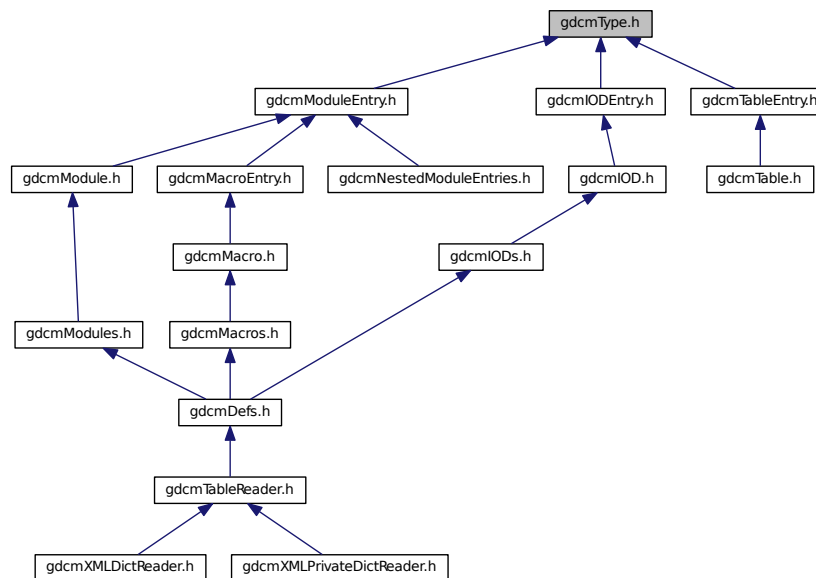 gdcmType.h
gdcmModuleEntry.h
gdcmIODEntry.h
gdcmTableEntry.h
gdcmModule.h
gdcmMacroEntry.h
gdcmNestedModuleEntries.h
gdcmIOD.h
gdcmTable.h
gdcmMacro.h
gdcmIODs.h
gdcmModules.h
gdcmMacros.h
gdcmDefs.h
gdcmTableReader.h
gdcmXMLDictReader.h
gdcmXMLPrivateDictReader.h